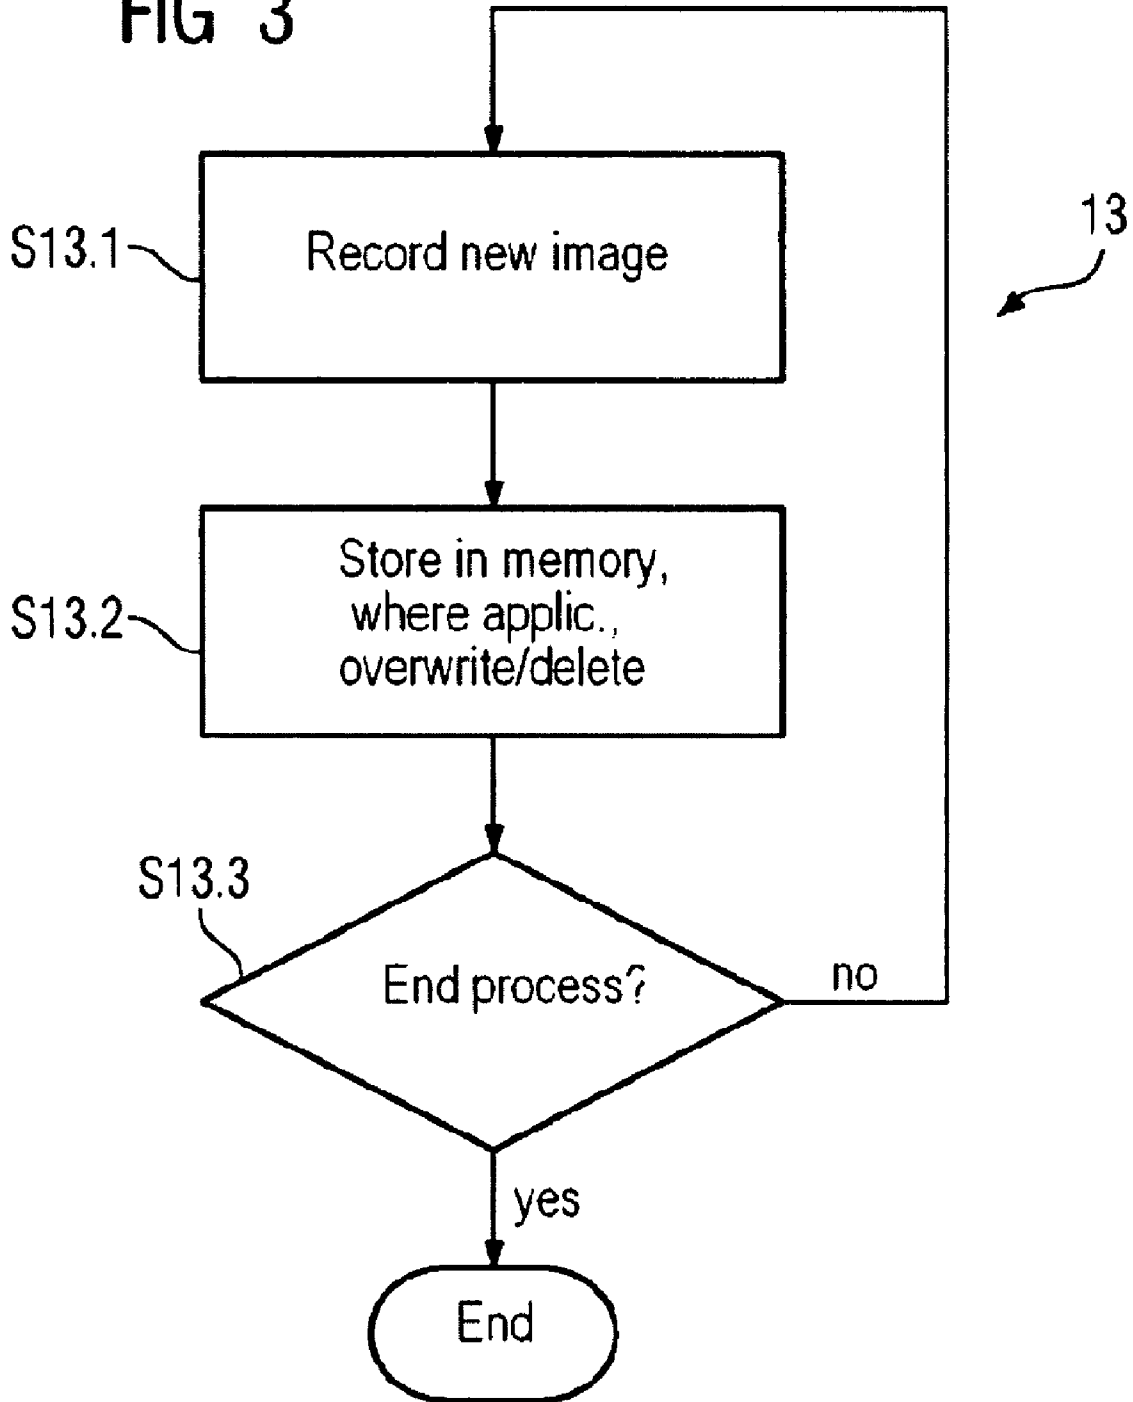 FIG 3
13
S13.1
Record new image
S13.2
Store in memory,
where applic.,
overwrite/delete
S13.3
End process?
no
yes
End